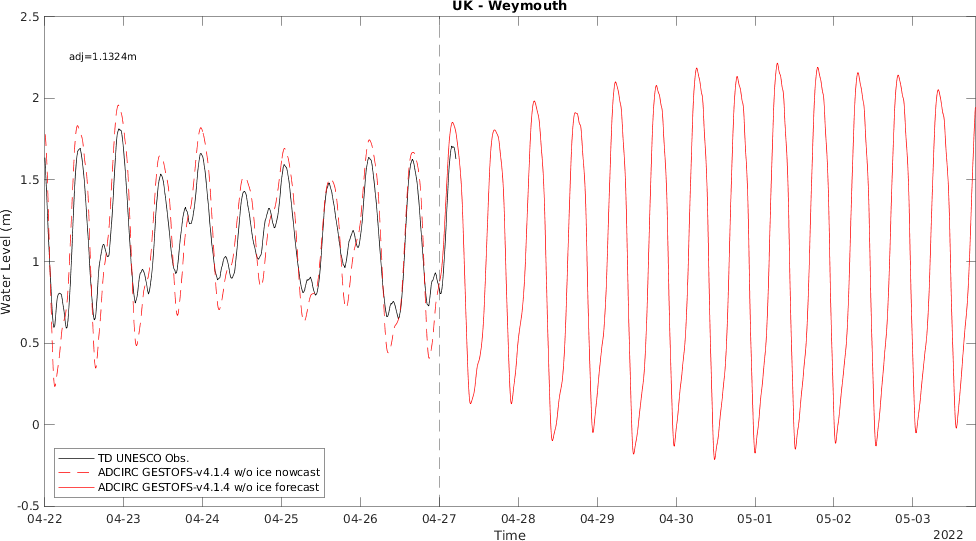 UK - Weymouth
adj=1.1324m
Water Level (m)
2.5
2
1.5
1
0.5
0
-0.5
TD UNESCO Obs.
ADCIRC GESTOFS-v4.1.4 w/o ice nowcast
ADCIRC GESTOFS-v4.1.4 w/o ice forecast
04-22 04-23 04-24 04-25 04-26 04-27 04-28 04-29 04-30 05-01 05-02 05-03
Time
2022